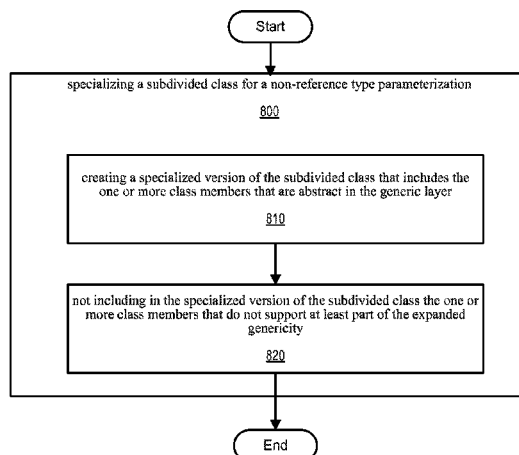 Start
specializing a subdivided class for a non-reference type parameterization
800
creating a specialized version of the subdivided class that includes the
one or more class members that are abstract in the generic layer
810
not including in the specialized version of the subdivided class the one or
more class members that do not support at least part of the expanded
genericity
820
End